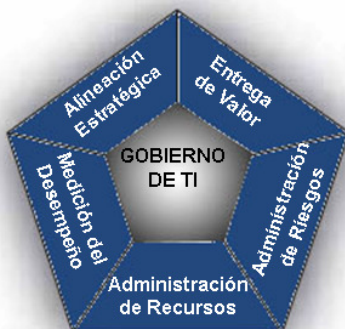 Alineación
Estratégica
Entrega
de Valor
GOBIERNO
DE TI
Medición del
Desempeño
Administración
de Riesgos
Administración
de Recursos